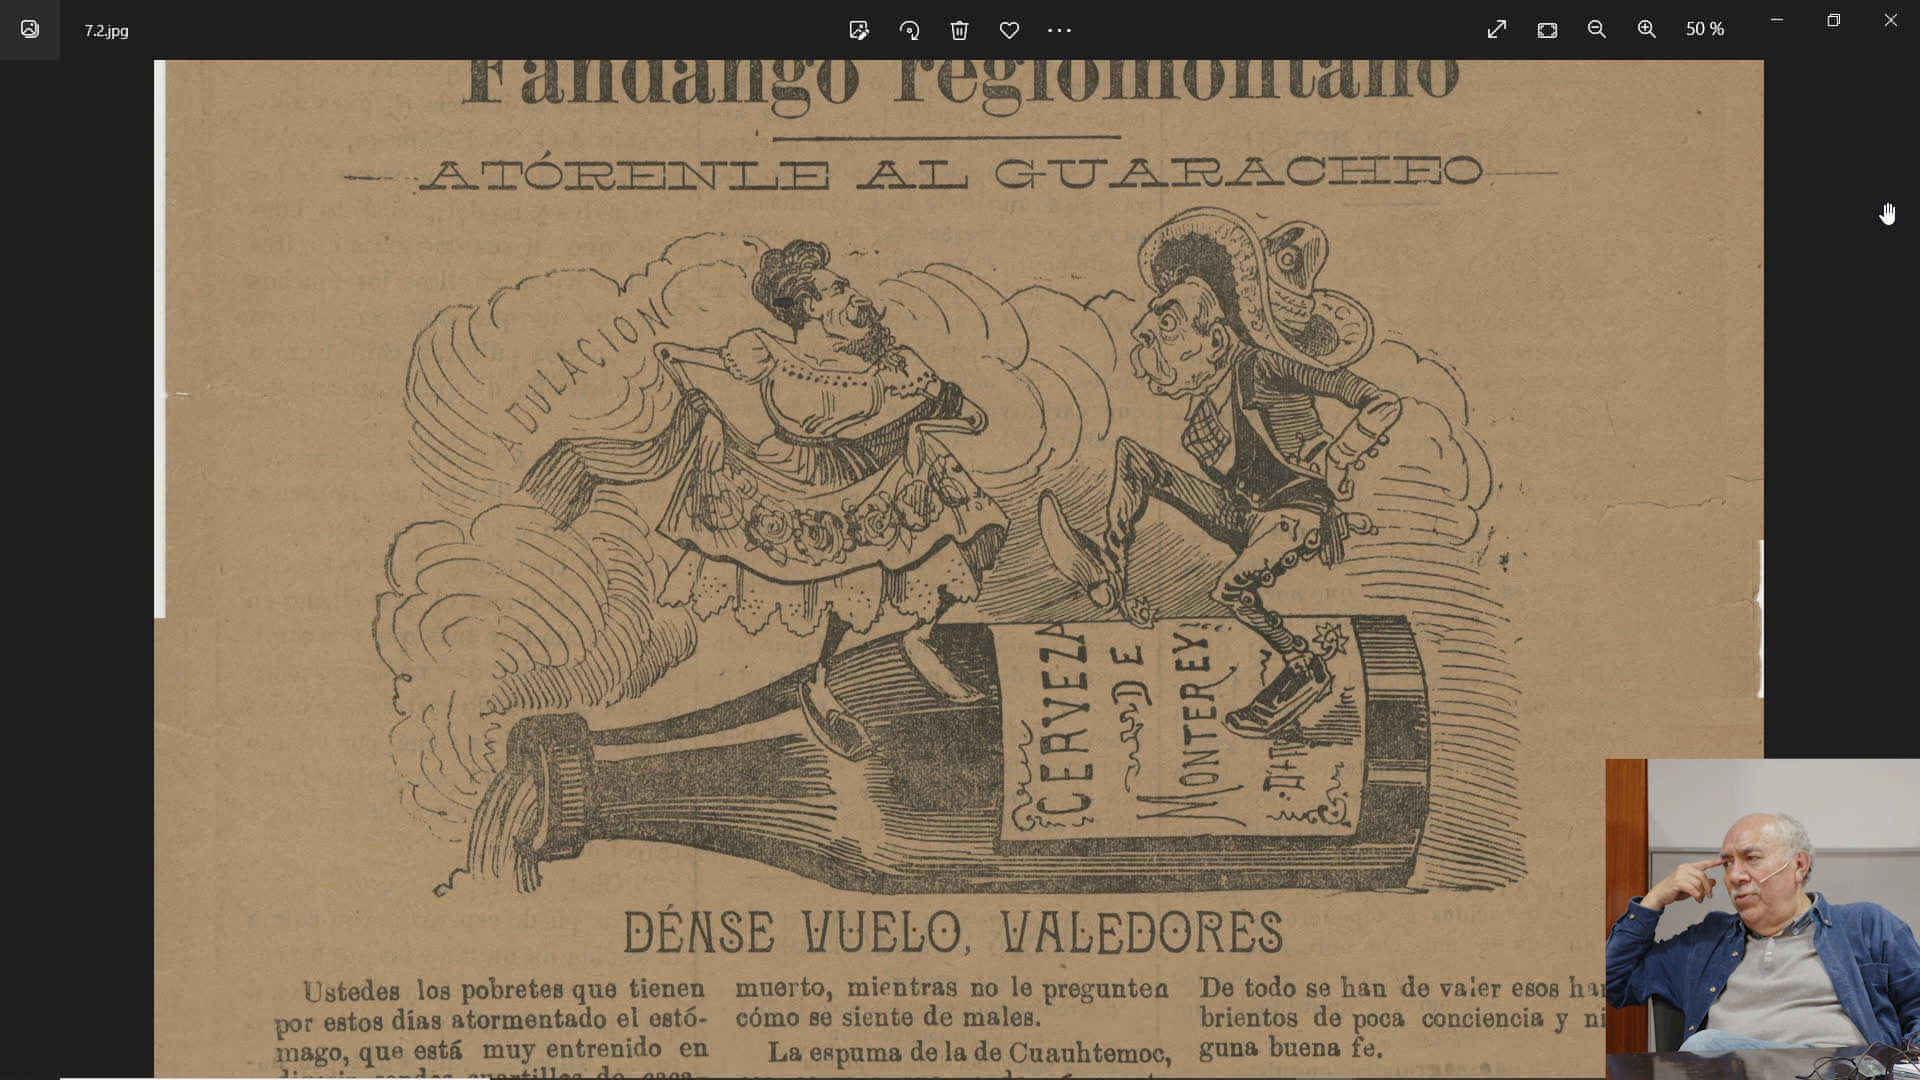 7.2.jpg
50 %
Fandango regiomontano
ATÓRENLE AL GUARACHEO
ADULACION
CERVEZA
DE
MONTEREY
DÉNSE VUELO, VALEDORES
Ustedes los pobretes que tienen
por estos días atormentado el estó-
mago, que está muy entrenido en
muerto, mientras no le pregunten
cómo se siente de males.
La espuma de la de Cuauhtemoc,
De todo se han de valer esos
brientos de poca conciencia y ni
guna buena fe.